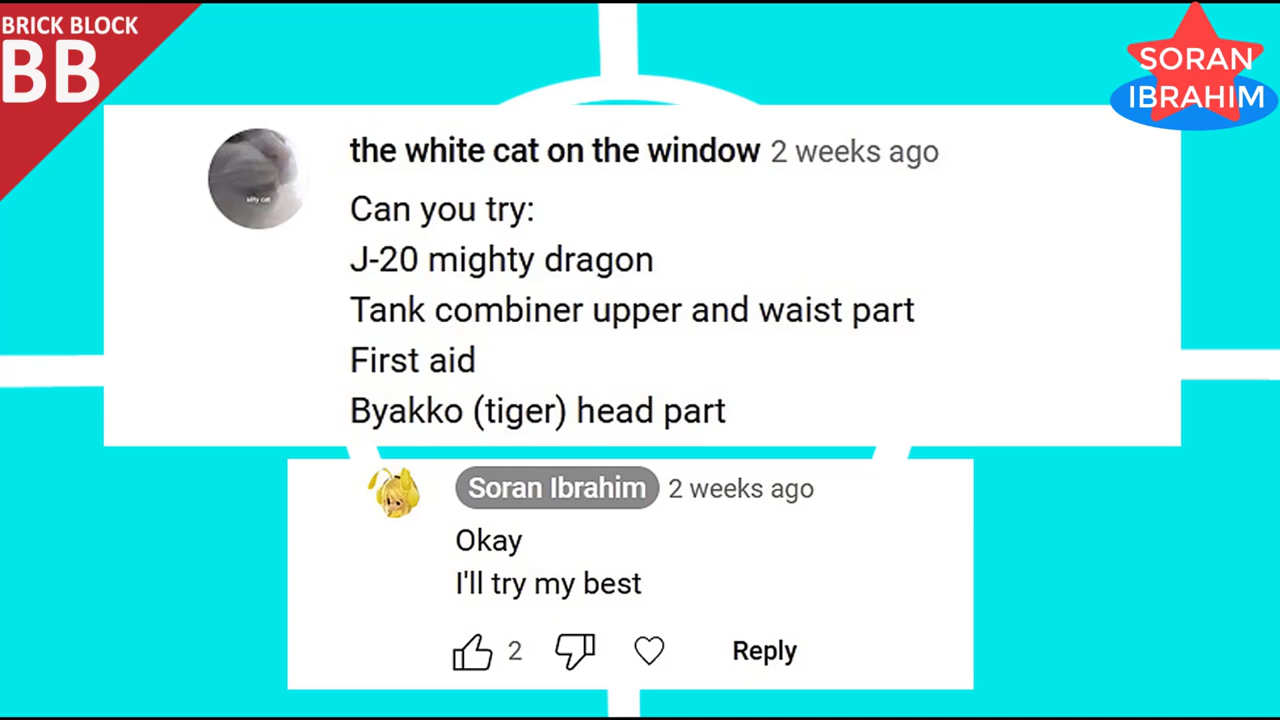 BRICK BLOCK
BB
SORAN
IBRAHIM
the white cat on the window 2 weeks ago
Can you try:
J-20 mighty dragon
Tank combiner upper and waist part
First aid
Byakko (tiger) head part
Soran Ibrahim 2 weeks ago
Okay
I'll try my best
2
Reply